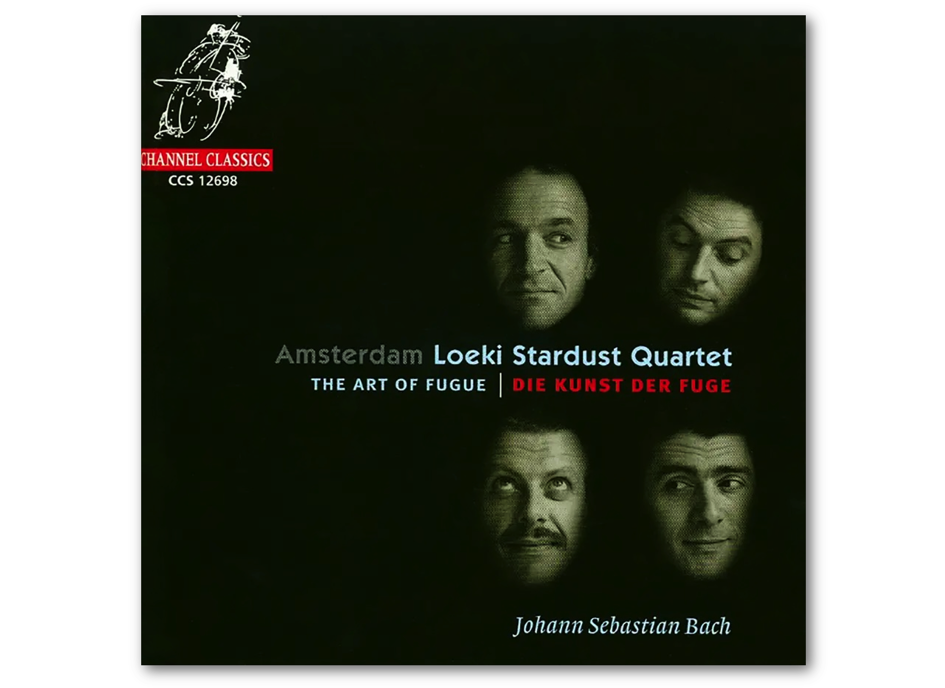 CHANNEL CLASSICS
CCS 12698
Amsterdam Loeki Stardust Quartet
THE ART OF FUGUE | DIE KUNST DER FUGE
Johann Sebastian Bach